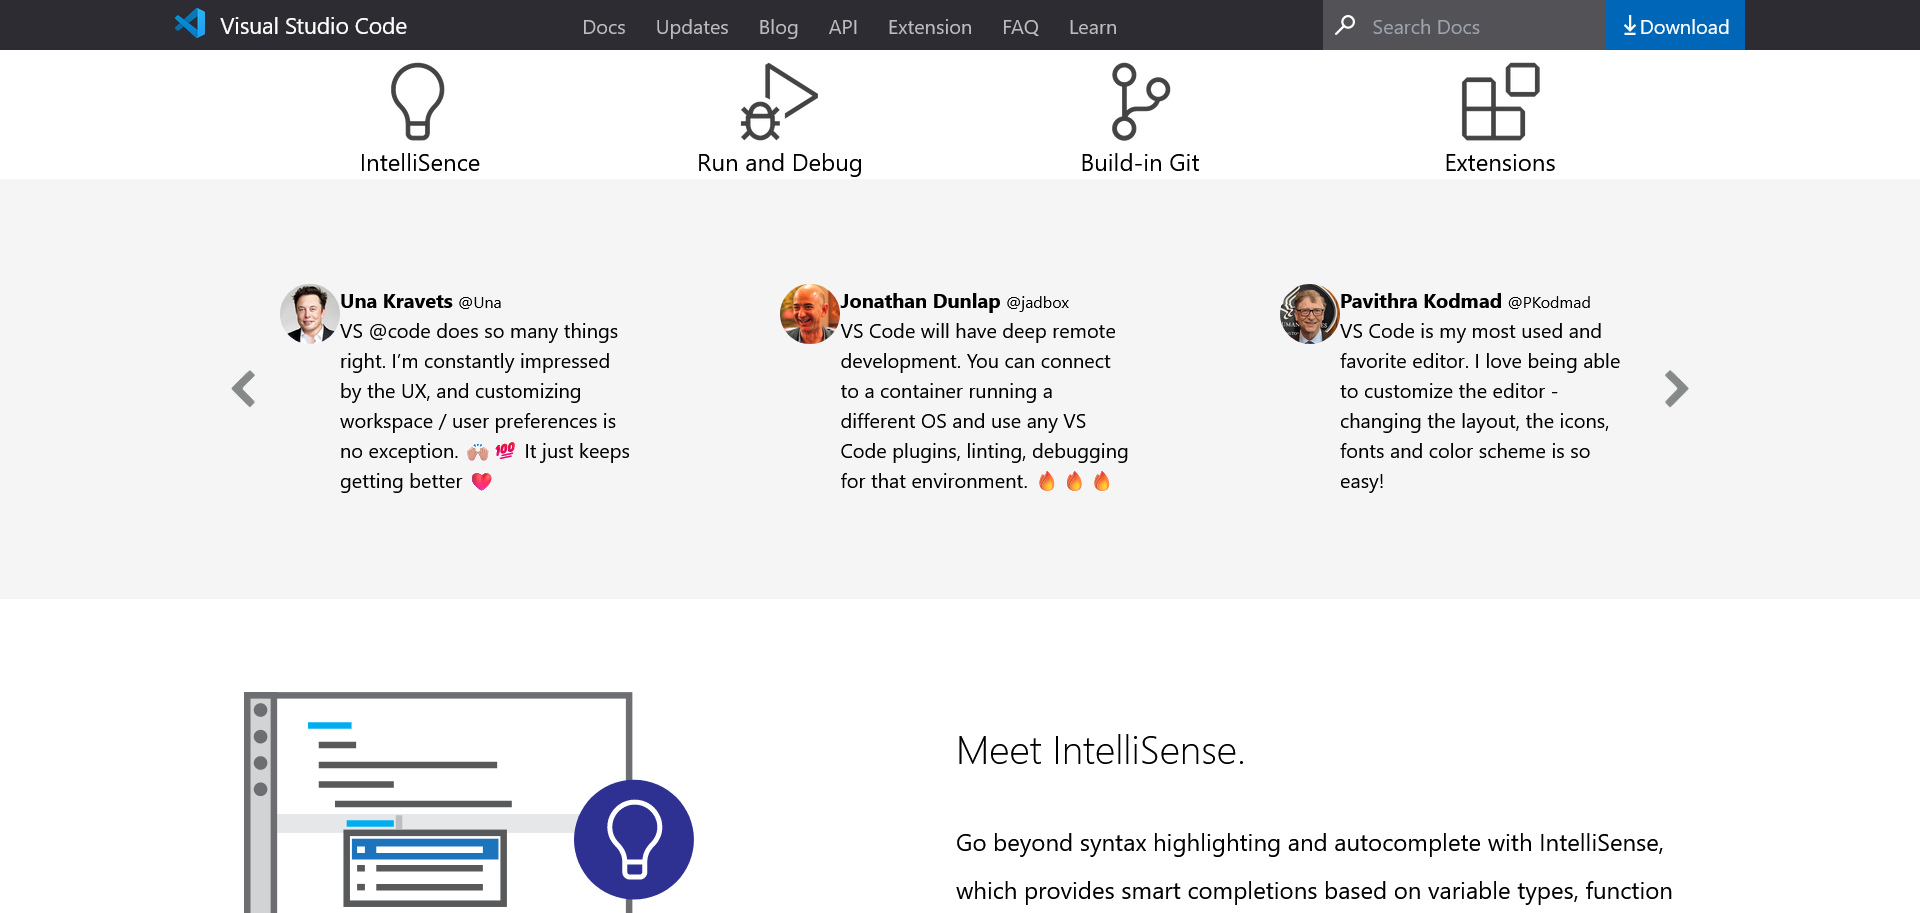 Visual Studio Code
Docs Updates Blog API Extension FAQ Learn
Search Docs
Download
IntelliSence
Run and Debug
Build-in Git
Extensions
Una Kravets @Una
VS @code does so many things
right. I’m constantly impressed
by the UX, and customizing
workspace / user preferences is
no exception. 🙌🏽 💯 It just keeps
getting better ❤️
Jonathan Dunlap @jadbox
VS Code will have deep remote
development. You can connect
to a container running a
different OS and use any VS
Code plugins, linting, debugging
for that environment. 🔥 🔥 🔥
Pavithra Kodmad @PKodmad
VS Code is my most used and
favorite editor. I love being able
to customize the editor -
changing the layout, the icons,
fonts and color scheme is so
easy!
Meet IntelliSense.
Go beyond syntax highlighting and autocomplete with IntelliSense,
which provides smart completions based on variable types, function